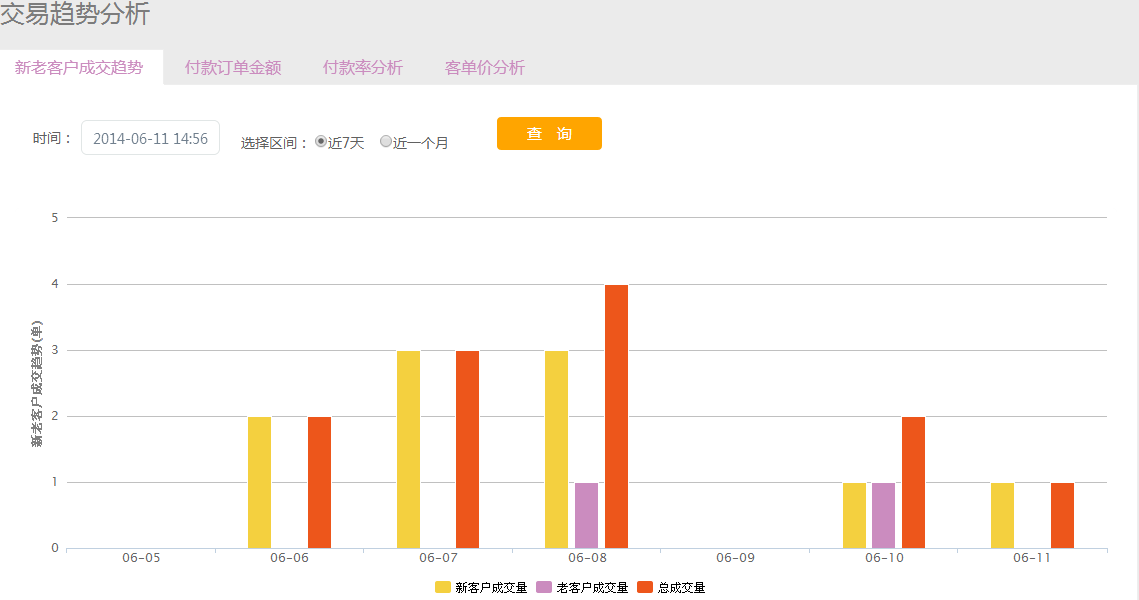 交易趋势分析
新老客户成交趋势 付款订单金额 付款率分析 客单价分析
时间： 2014-06-11 14:56 选择区间： 近7天 近一个月 查 询
新老客户成交趋势(单)
5
4
3
2
1
0
06-05 06-06 06-07 06-08 06-09 06-10 06-11
新客户成交量 老客户成交量 总成交量